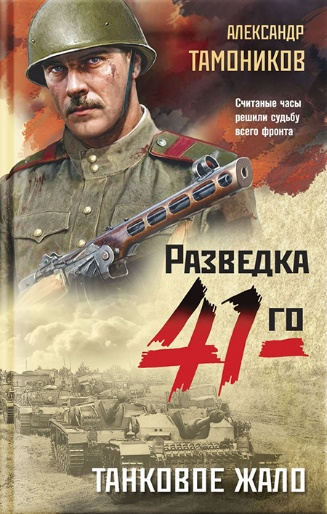 АЛЕКСАНДР
ТАМОНИКОВ
Считаные часы
решили судьбу
всего фронта
Разведка
41-го
ТАНКОВОЕ ЖАЛО